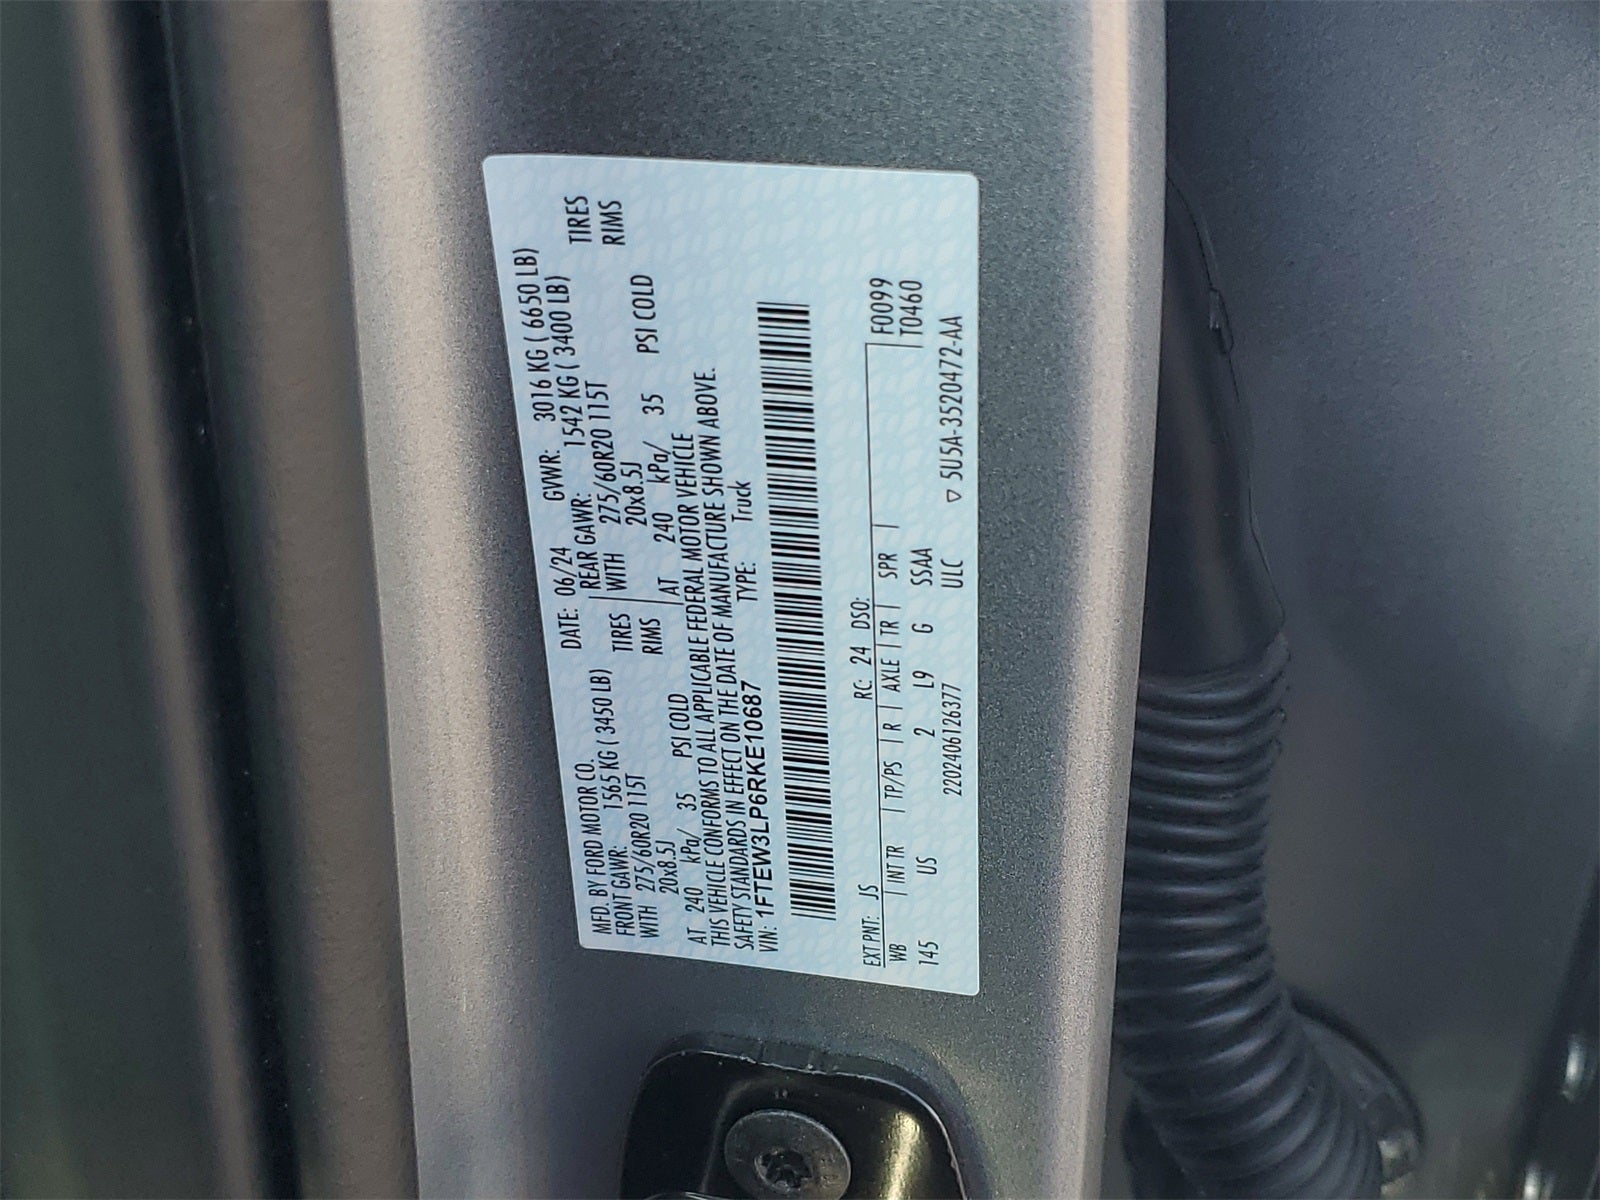 MFD. BY FORD MOTOR CO. DATE: 06/24 GVWR: 3016 KG ( 6650 LB)
FRONT GAWR: 1565 KG ( 3450 LB) REAR GAWR: 1542 KG ( 3400 LB)
WITH 275/60R20 115T TIRES WITH 275/60R20 115T TIRES
20x8.5J RIMS 20x8.5J RIMS
AT 240 kPa/ 35 PSI COLD AT 240 kPa/ 35 PSI COLD
THIS VEHICLE CONFORMS TO ALL APPLICABLE FEDERAL MOTOR VEHICLE
SAFETY STANDARDS IN EFFECT ON THE DATE OF MANUFACTURE SHOWN ABOVE.
VIN: 1FTEW3LP6RKE10687 TYPE: Truck
EXT PNT: JS RC: 24 DSO: F0099
WB INT TR TP/PS R AXLE TR SPR T0460
145 US 2 L9 G SSAA
2202406126377 ULC ▽ 5U5A-3520472-AA